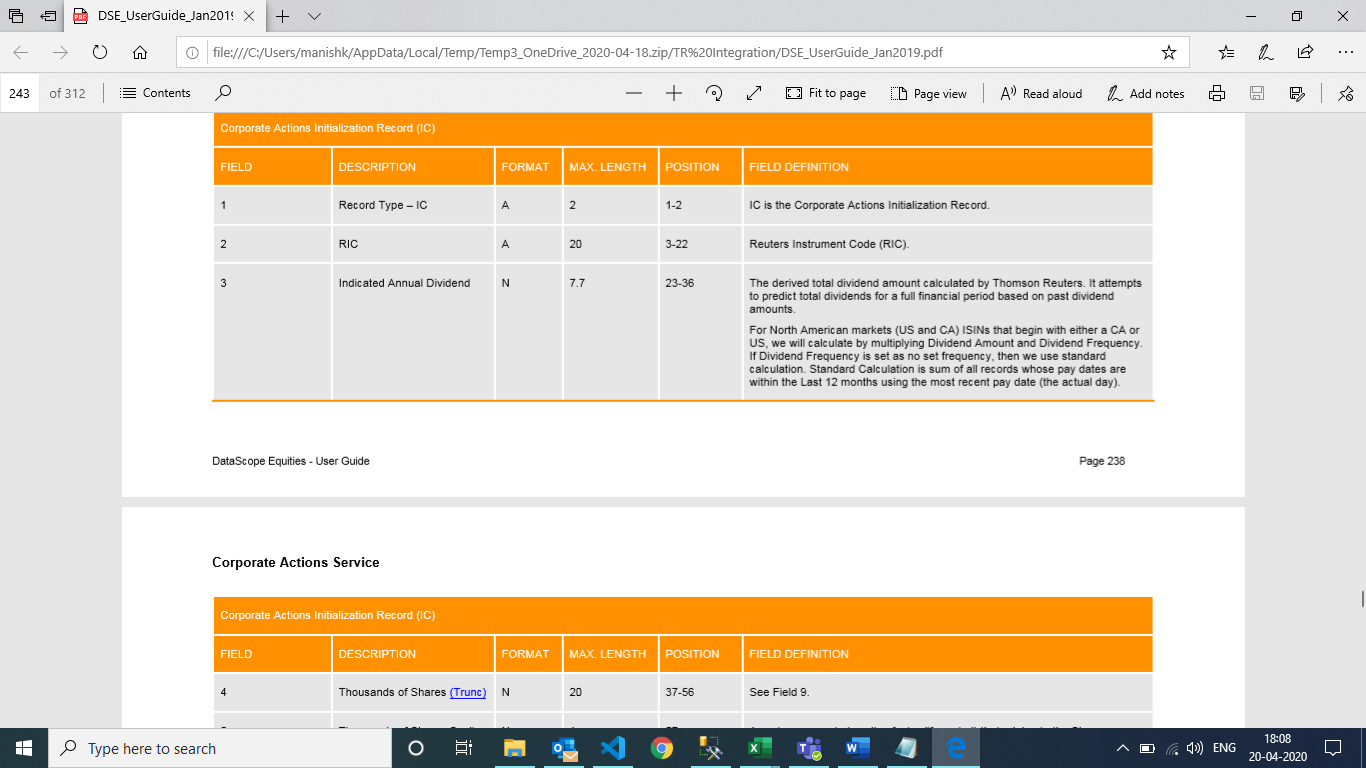 DSE_UserGuide_Jan2019
file:///C:/Users/manishk/AppData/Local/Temp/Temp3_OneDrive_2020-04-18.zip/TR%20Integration/DSE_UserGuide_Jan2019.pdf
243 of 312 Contents Fit to page Page view Read aloud Add notes
Corporate Actions Initialization Record (IC)
FIELD DESCRIPTION FORMAT MAX. LENGTH POSITION FIELD DEFINITION
1 Record Type – IC A 2 1-2 IC is the Corporate Actions Initialization Record.
2 RIC A 20 3-22 Reuters Instrument Code (RIC).
3 Indicated Annual Dividend N 7.7 23-36 The derived total dividend amount calculated by Thomson Reuters. It attempts
to predict total dividends for a full financial period based on past dividend
amounts.
For North American markets (US and CA) ISINs that begin with either a CA or
US, we will calculate by multiplying Dividend Amount and Dividend Frequency.
If Dividend Frequency is set as no set frequency, then we use standard
calculation. Standard Calculation is sum of all records whose pay dates are
within the Last 12 months using the most recent pay date (the actual day).
DataScope Equities - User Guide Page 238
Corporate Actions Service
Corporate Actions Initialization Record (IC)
FIELD DESCRIPTION FORMAT MAX. LENGTH POSITION FIELD DEFINITION
4 Thousands of Shares (Trunc) N 20 37-56 See Field 9.
Type here to search
ENG
18:08
20-04-2020